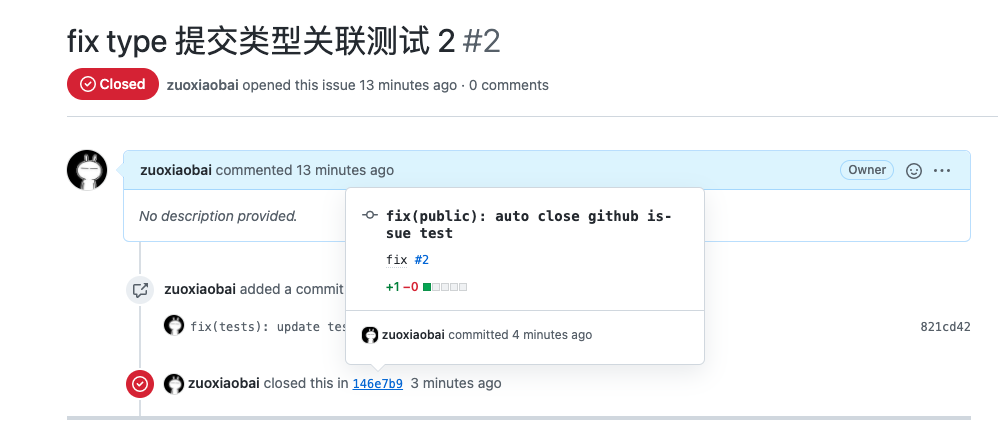 fix type 提交类型关联测试 2 #2
Closed zuoxiaobai opened this issue 13 minutes ago · 0 comments
zuoxiaobai commented 13 minutes ago Owner
No description provided.
fix(public): auto close github is-
sue test
fix #2
+1 −0
zuoxiaobai committed 4 minutes ago
zuoxiaobai added a commit
fix(tests): update tes 821cd42
zuoxiaobai closed this in 146e7b9 3 minutes ago